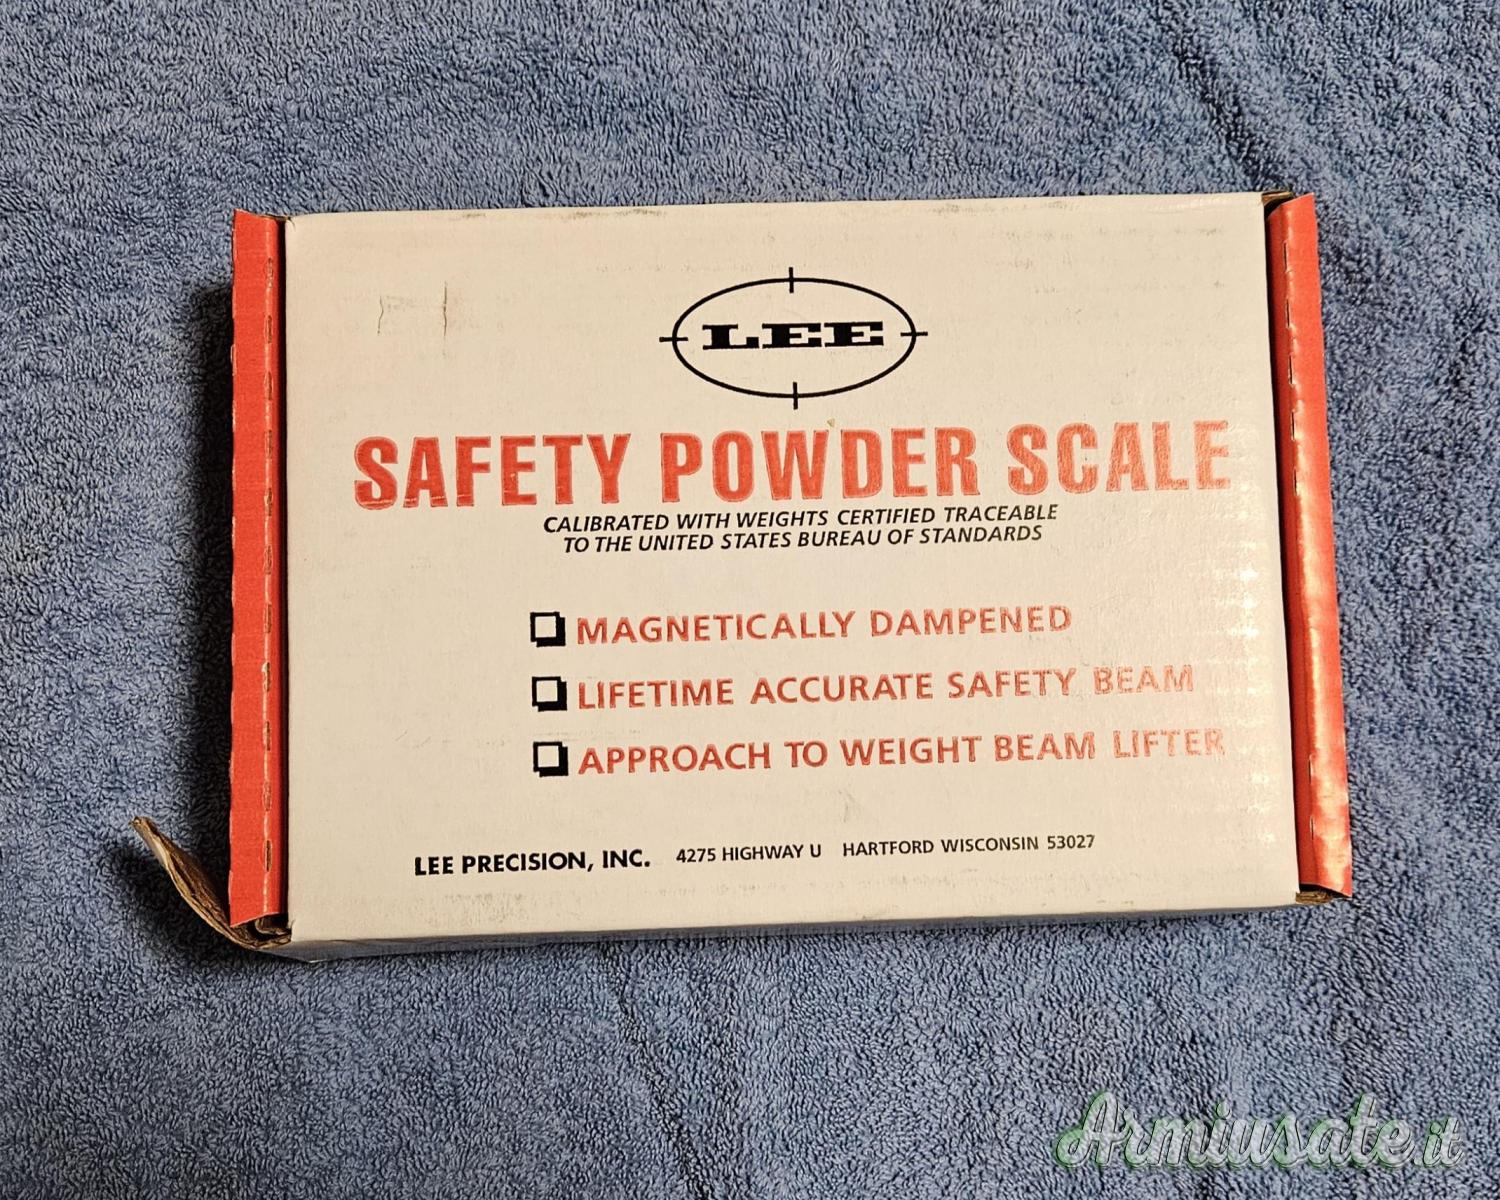 LEE
SAFETY POWDER SCALE
CALIBRATED WITH WEIGHTS CERTIFIED TRACEABLE
TO THE UNITED STATES BUREAU OF STANDARDS
MAGNETICALLY DAMPENED
LIFETIME ACCURATE SAFETY BEAM
APPROACH TO WEIGHT BEAM LIFTER
LEE PRECISION, INC. 4275 HIGHWAY U HARTFORD WISCONSIN 53027
Armiusate.it